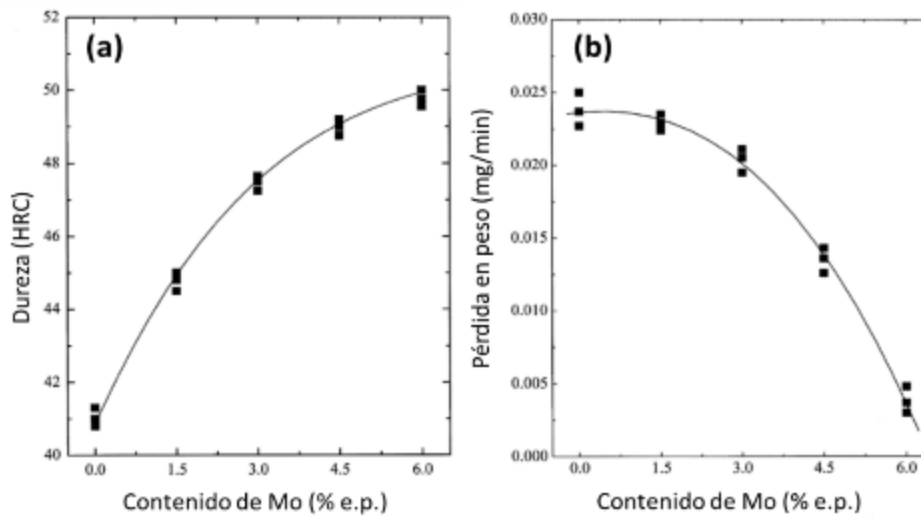 (a)
52
50
48
46
44
42
40
Dureza (HRC)
0.0 1.5 3.0 4.5 6.0
Contenido de Mo (% e.p.)
(b)
0.025
0.020
0.015
0.010
0.005
0.000
Pérdida en peso (mg/min)
0.0 1.5 3.0 4.5 6.0
Contenido de Mo (% e.p.)